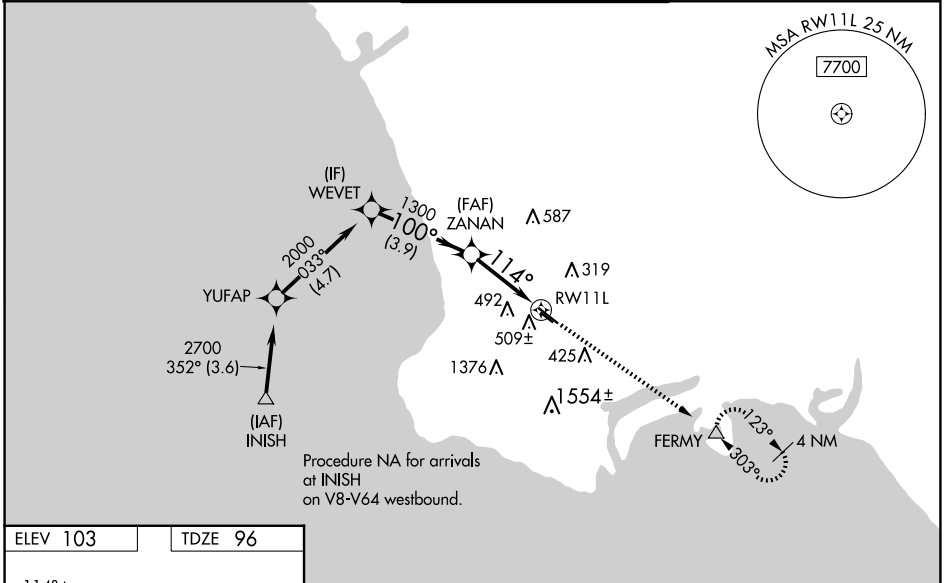 MSA RW11L 25 NM
7700
(IF)
WEVET
1300
100°
(3.9)
(FAF)
ZANAN
587
2000
033°
(4.7)
114°
319
YUFAP
492
RW11L
509±
2700
352° (3.6)
1376
425
1554±
(IAF)
INISH
FERMY
123°
4 NM
303°
Procedure NA for arrivals
at INISH
on V8-V64 westbound.
ELEV 103
TDZE 96